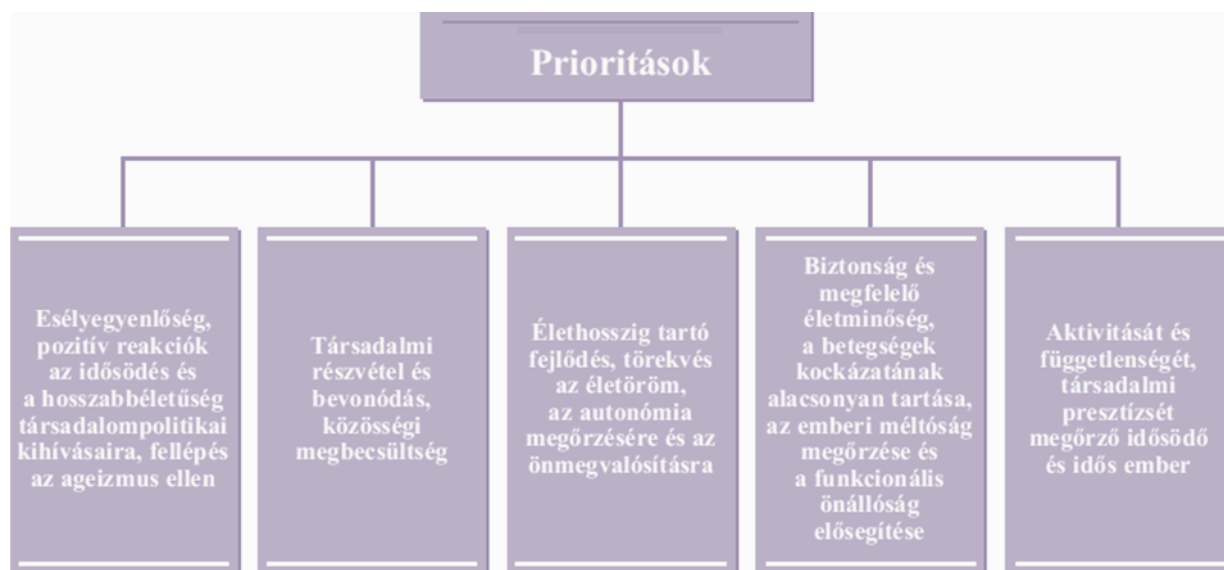 Prioritások
Esélyegyenlőség,
pozitív reakciók
az idősödés és
a hosszabbéletűség
társadalompolitikai
kihívásaira, fellépés
az ageizmus ellen
Társadalmi
részvétel és
bevonódás,
közösségi
megbecsültség
Élethosszig tartó
fejlődés, törekvés
az életöröm,
az autonómia
megőrzésére és az
önmegvalósításra
Biztonság és
megfelelő
életminőség,
a betegségek
kockázatának
alacsonyan tartása,
az emberi méltóság
megőrzése és
a funkcionális
önállóság
elősegítése
Aktivitását és
függetlenségét,
társadalmi
presztízsét
megőrző idősödő
és idős ember